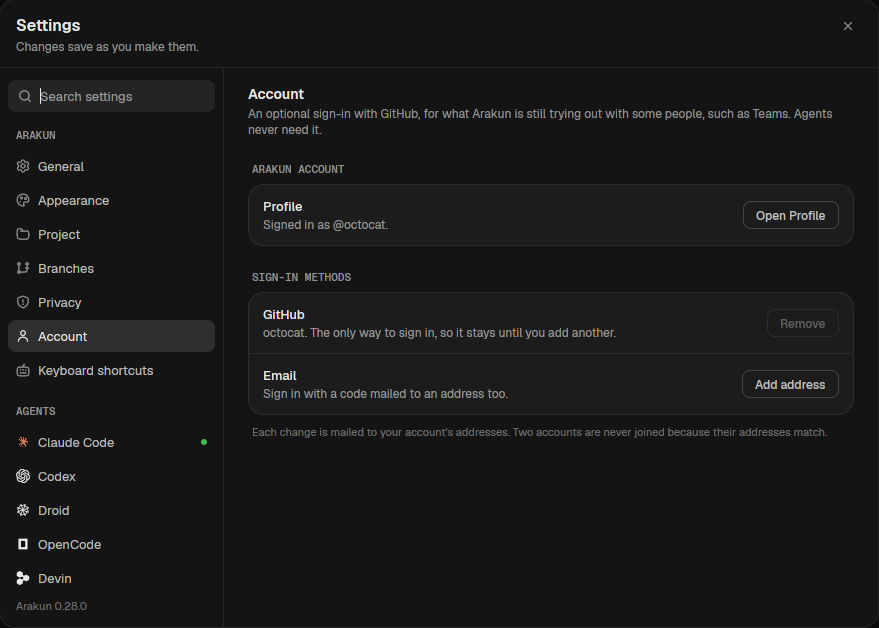 Settings
Changes save as you make them.
Search settings
ARAKUN
General
Appearance
Project
Branches
Privacy
Account
Keyboard shortcuts
AGENTS
Claude Code
Codex
Droid
OpenCode
Devin
Arakun 0.28.0
Account
An optional sign-in with GitHub, for what Arakun is still trying out with some people, such as Teams. Agents
never need it.
ARAKUN ACCOUNT
Profile
Signed in as @octocat.
Open Profile
SIGN-IN METHODS
GitHub
octocat. The only way to sign in, so it stays until you add another.
Remove
Email
Sign in with a code mailed to an address too.
Add address
Each change is mailed to your account's addresses. Two accounts are never joined because their addresses match.